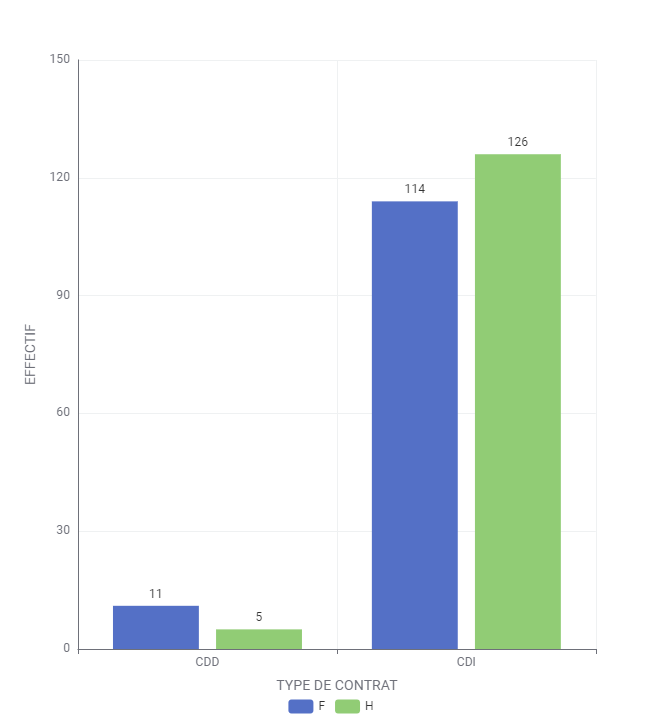 150
120
90
60
30
0
EFFECTIF
11
5
114
126
CDD
CDI
TYPE DE CONTRAT
F
H